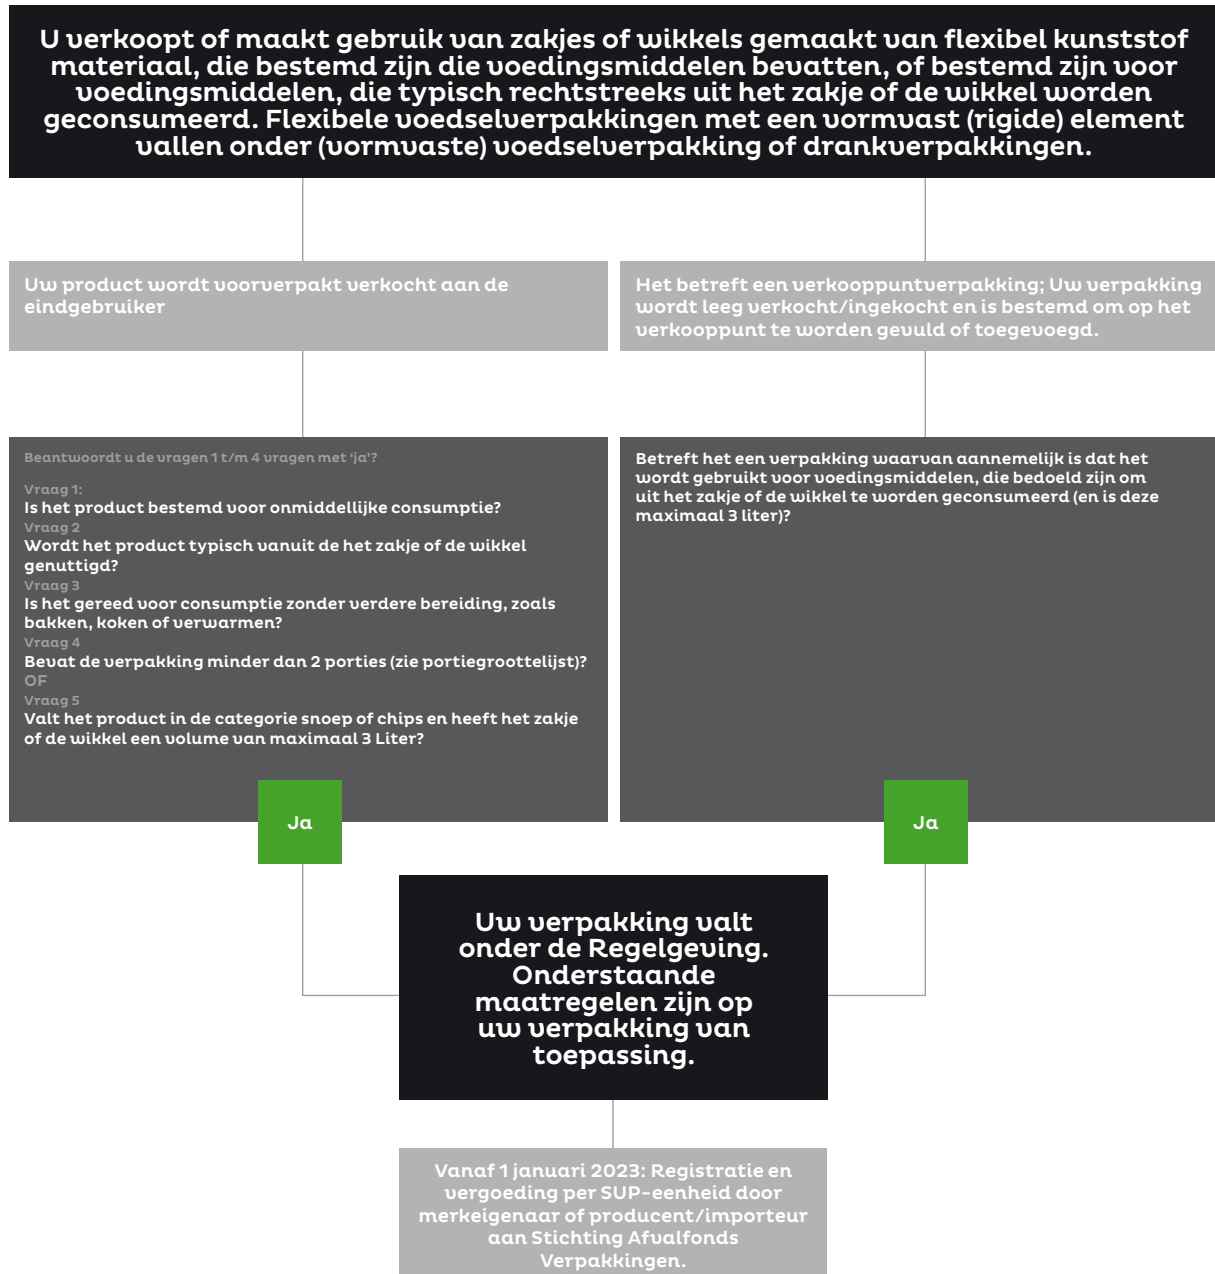 U verkoopt of maakt gebruik van zakjes of wikkels gemaakt van flexibel kunststof
materiaal, die bestemd zijn die voedingsmiddelen bevatten, of bestemd zijn voor
voedingsmiddelen, die typisch rechtstreeks uit het zakje of de wikkel worden
geconsumeerd. Flexibele voedselverpakkingen met een vormvast (rigide) element
vallen onder (vormvaste) voedselverpakking of drankverpakkingen.
Uw product wordt voorverpakt verkocht aan de
eindgebruiker
Het betreft een verkooppuntverpakking; Uw verpakking
wordt leeg verkocht/ingekocht en is bestemd om op het
verkooppunt te worden gevuld of toegevoegd.
Beantwoordt u de vragen 1 t/m 4 vragen met ‘ja’?
Vraag 1:
Is het product bestemd voor onmiddellijke consumptie?
Vraag 2
Wordt het product typisch vanuit de het zakje of de wikkel
genuttigd?
Vraag 3
Is het gereed voor consumptie zonder verdere bereiding, zoals
bakken, koken of verwarmen?
Vraag 4
Bevat de verpakking minder dan 2 porties (zie portiegroottelijst)?
OF
Vraag 5
Valt het product in de categorie snoep of chips en heeft het zakje
of de wikkel een volume van maximaal 3 Liter?
Ja
Betreft het een verpakking waarvan aannemelijk is dat het
wordt gebruikt voor voedingsmiddelen, die bedoeld zijn om
uit het zakje of de wikkel te worden geconsumeerd (en is deze
maximaal 3 liter)?
Ja
Uw verpakking valt
onder de Regelgeving.
Onderstaande
maatregelen zijn op
uw verpakking van
toepassing.
Vanaf 1 januari 2023: Registratie en
vergoeding per SUP-eenheid door
merkeigenaar of producent/importeur
aan Stichting Afvalfonds
Verpakkingen.